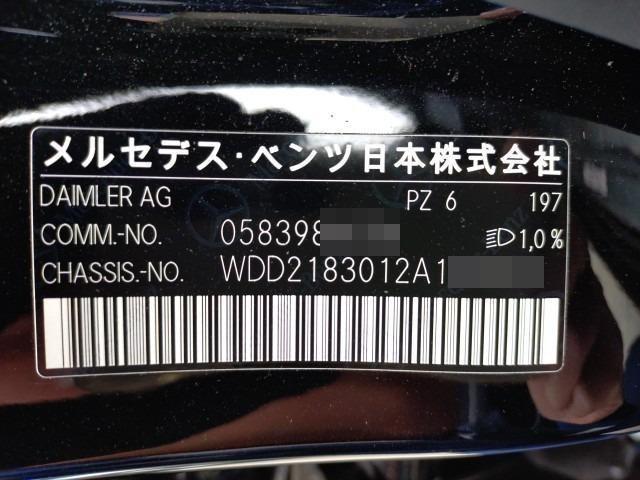 メルセデス・ベンツ日本株式会社
DAIMLER AG PZ 6 197
COMM.-NO. 058398 1,0%
CHASSIS.-NO. WDD2183012A1